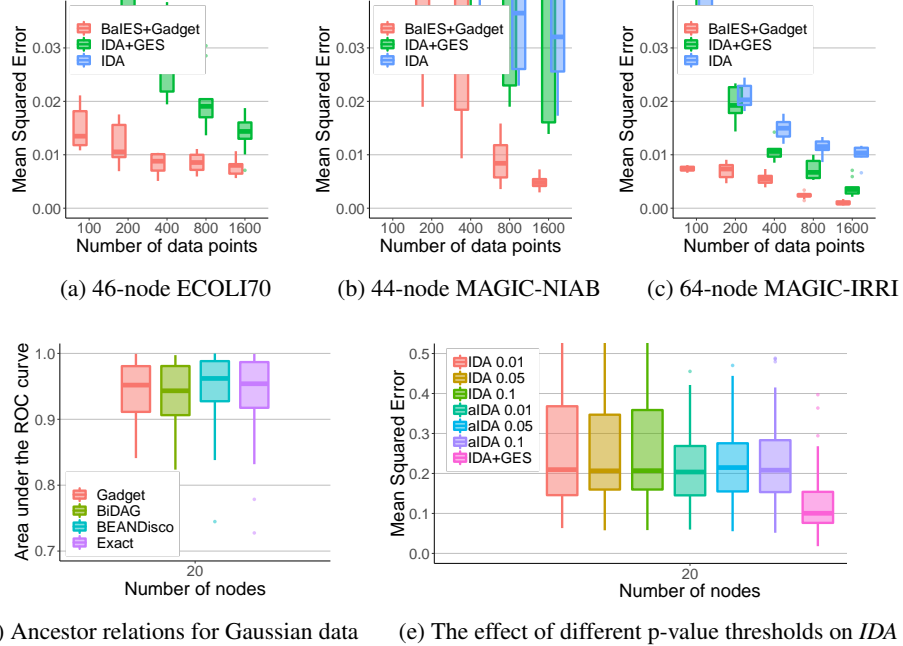 Mean Squared Error
0.03
0.02
0.01
0.00
BaIES+Gadget
IDA+GES
IDA
100 200 400 800 1600
Number of data points
(a) 46-node ECOLI70
Mean Squared Error
0.03
0.02
0.01
0.00
BaIES+Gadget
IDA+GES
IDA
100 200 400 800 1600
Number of data points
(b) 44-node MAGIC-NIAB
Mean Squared Error
0.03
0.02
0.01
0.00
BaIES+Gadget
IDA+GES
IDA
100 200 400 800 1600
Number of data points
(c) 64-node MAGIC-IRRI
Area under the ROC curve
1.0
0.9
0.8
0.7
Gadget
BiDAG
BEANDisco
Exact
20
Number of nodes
) Ancestor relations for Gaussian data
Mean Squared Error
0.5
0.4
0.3
0.2
0.1
0.0
IDA 0.01
IDA 0.05
IDA 0.1
aIDA 0.01
aIDA 0.05
aIDA 0.1
IDA+GES
20
Number of nodes
(e) The effect of different p-value thresholds on IDA